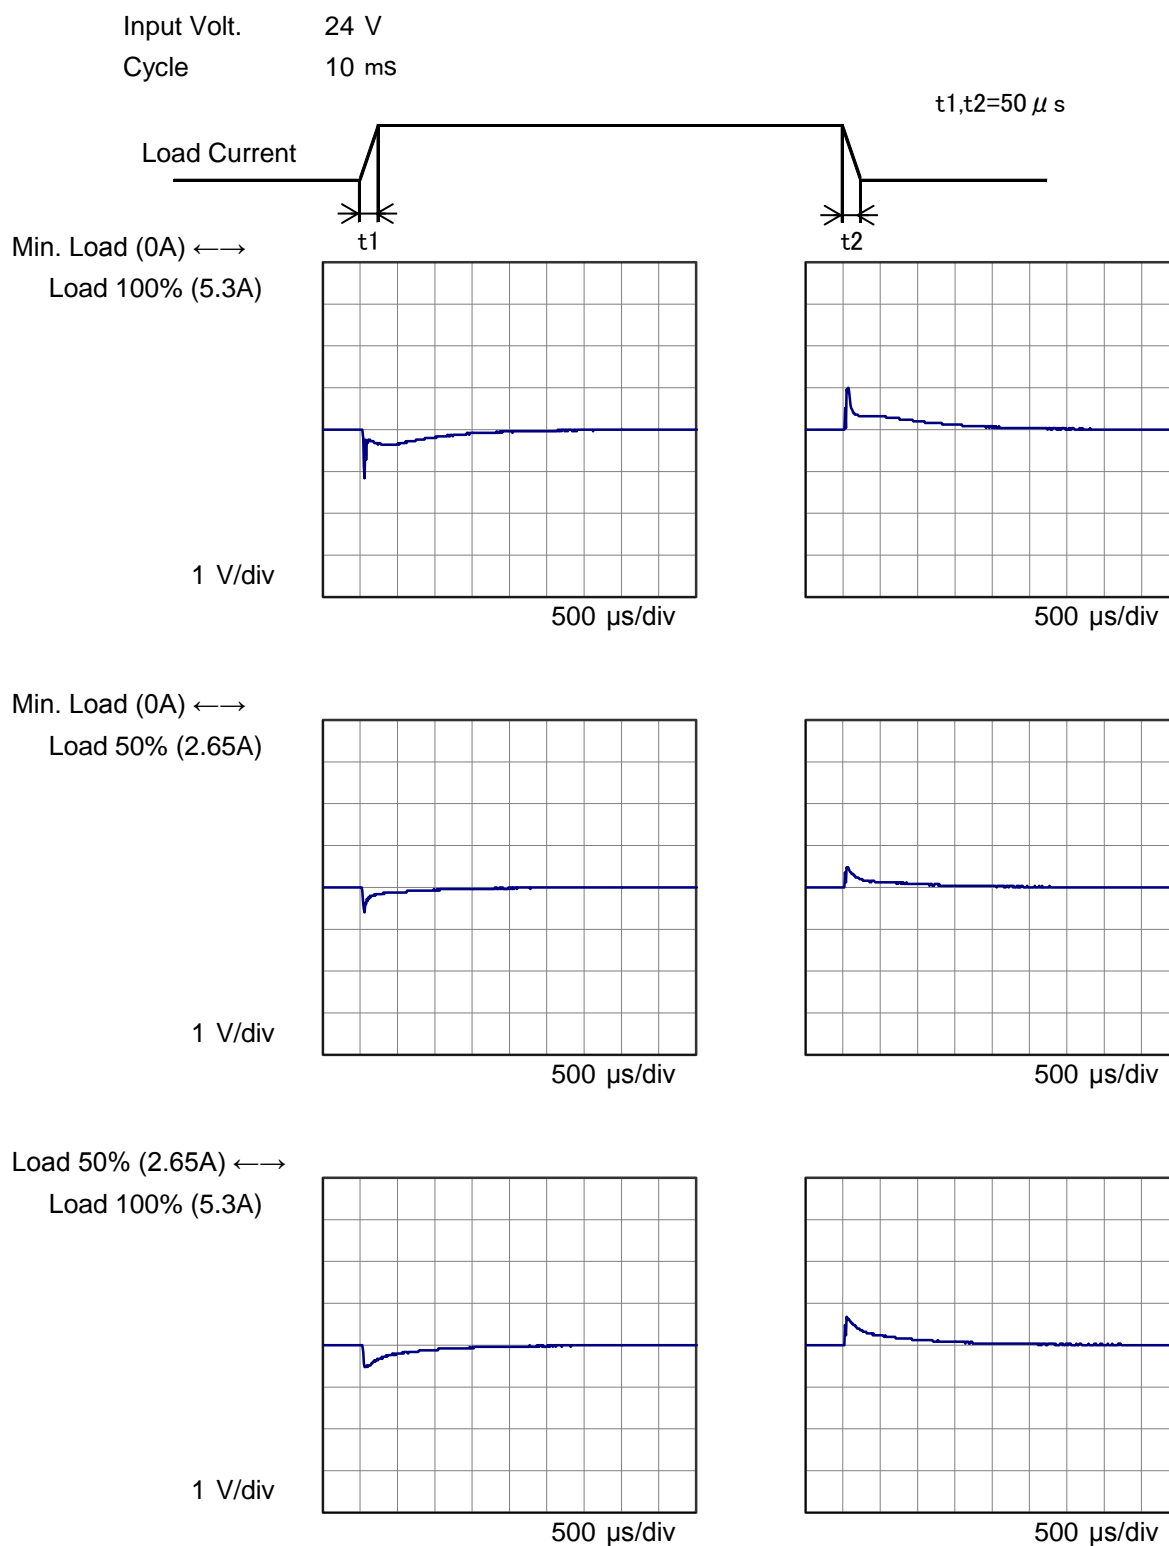 Input Volt. 24 V
Cycle 10 ms
t1,t2=50 μ s
Load Current
t1 t2
Min. Load (0A) ←→
Load 100% (5.3A)
1 V/div
500 µs/div 500 µs/div
Min. Load (0A) ←→
Load 50% (2.65A)
1 V/div
500 µs/div 500 µs/div
Load 50% (2.65A) ←→
Load 100% (5.3A)
1 V/div
500 µs/div 500 µs/div